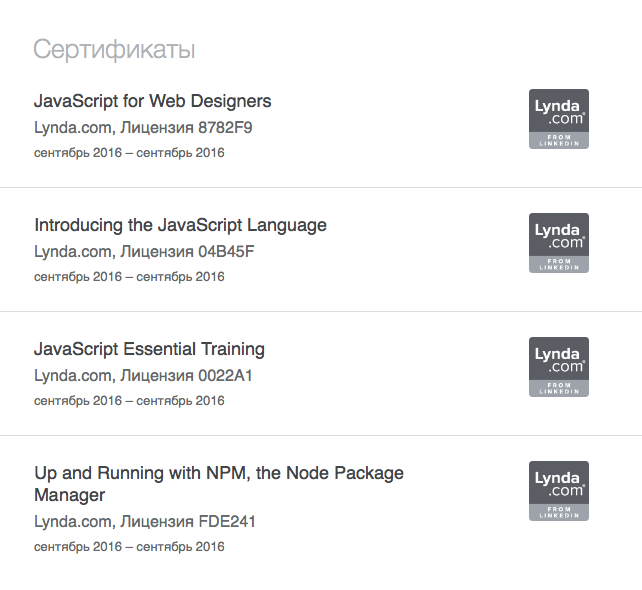 Сертификаты
JavaScript for Web Designers
Lynda.com, Лицензия 8782F9
сентябрь 2016 – сентябрь 2016
Lynda
.com®
FROM
LINKEDIN
Introducing the JavaScript Language
Lynda.com, Лицензия 04B45F
сентябрь 2016 – сентябрь 2016
Lynda
.com®
FROM
LINKEDIN
JavaScript Essential Training
Lynda.com, Лицензия 0022A1
сентябрь 2016 – сентябрь 2016
Lynda
.com®
FROM
LINKEDIN
Up and Running with NPM, the Node Package
Manager
Lynda.com, Лицензия FDE241
сентябрь 2016 – сентябрь 2016
Lynda
.com®
FROM
LINKEDIN